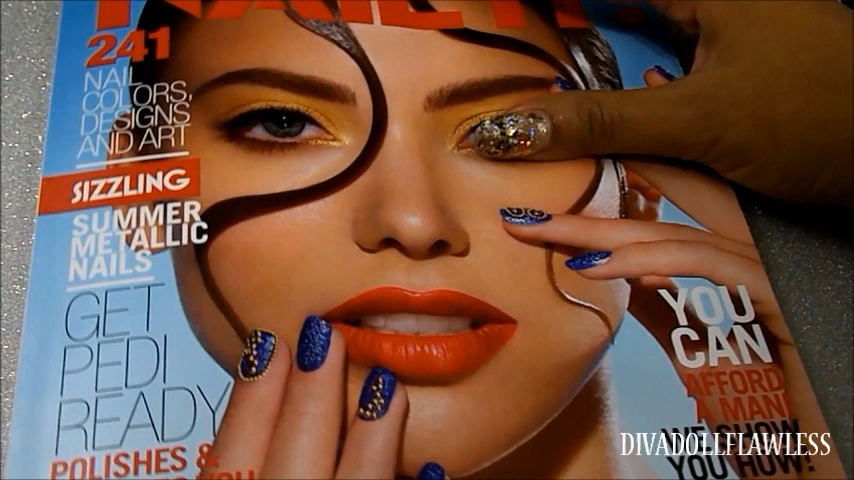 241
NAIL
COLORS,
DESIGNS
AND ART
SIZZLING
SUMMER
METALLIC
NAILS
GET
PEDI
READY
POLISHES &
YOU
CAN
AFFORD
A MANI
WE SHOW
YOU HOW!
DIVADOLLFLAWLESS